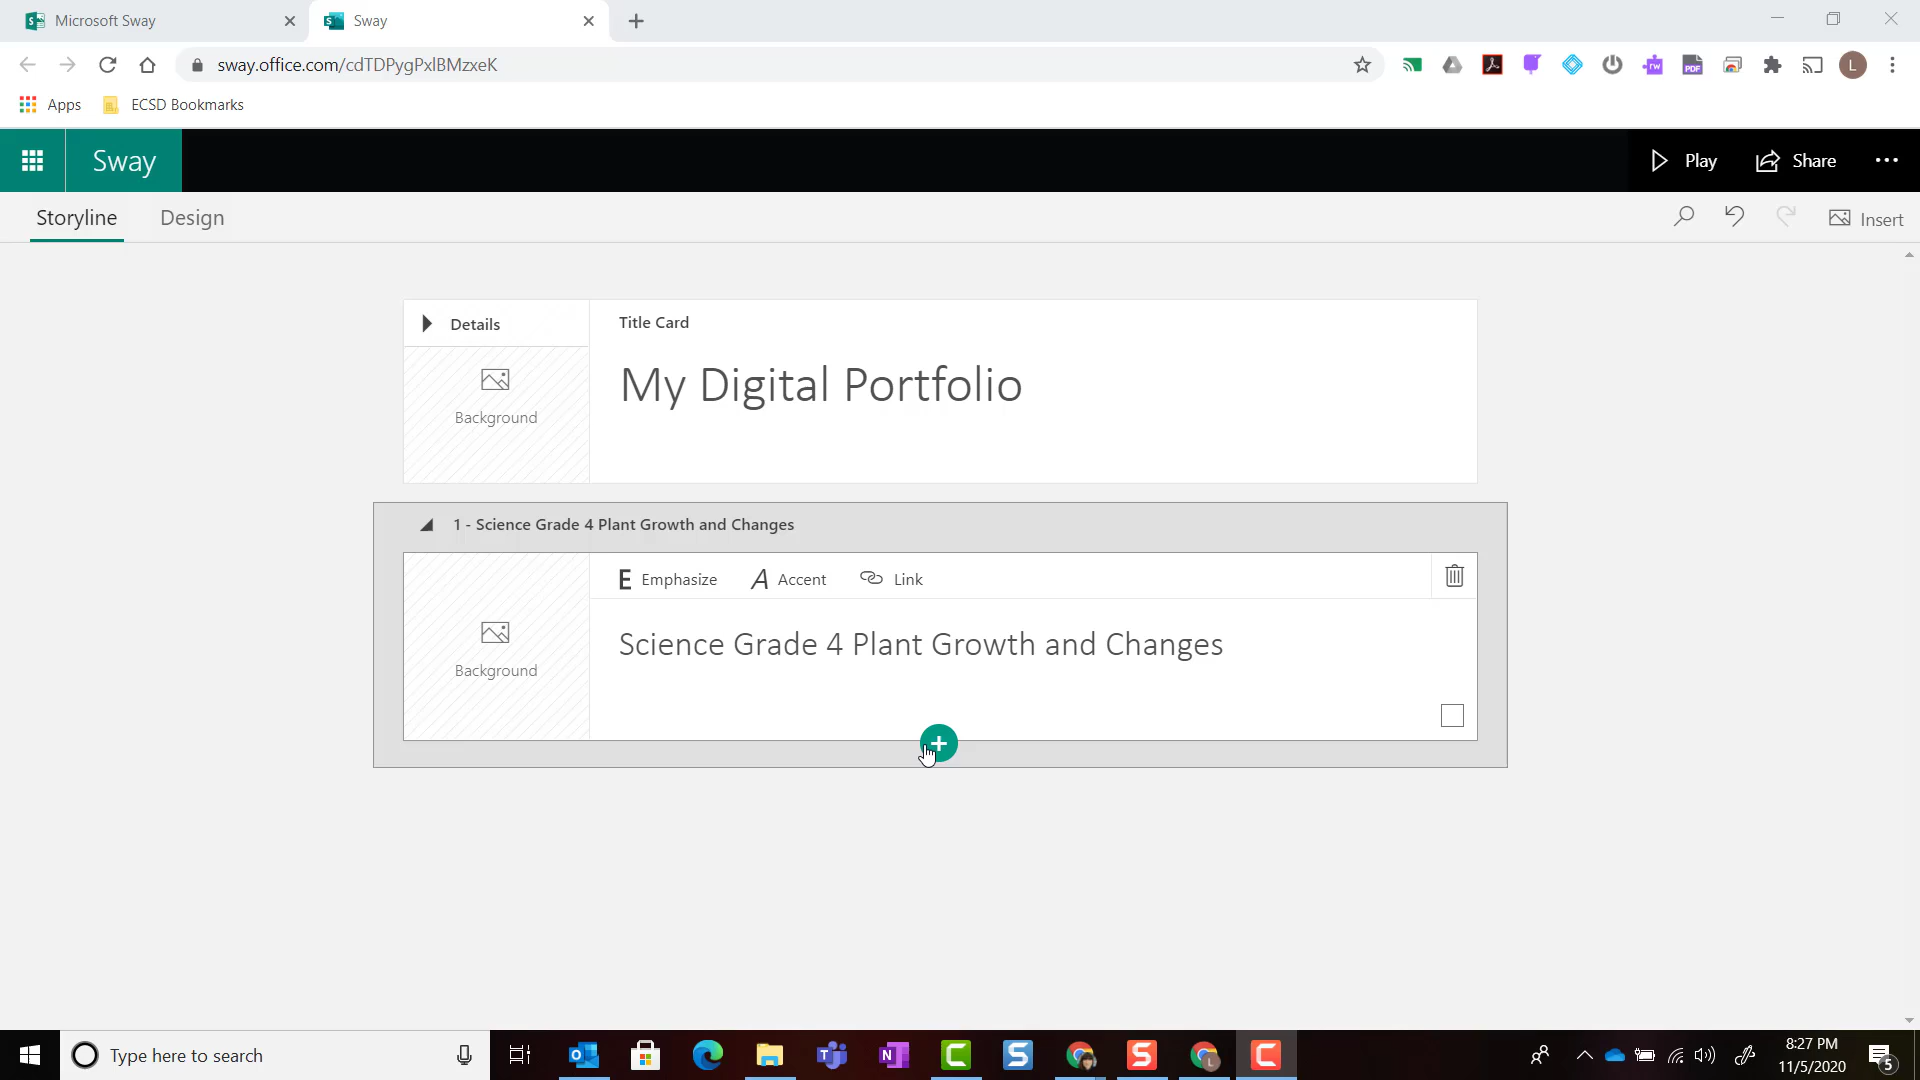 Microsoft Sway
Sway
sway.office.com/cdTDPygPxlBMzxeK
L
Apps
ECSD Bookmarks
Sway
Play
Share
Storyline
Design
Insert
Details
Title Card
My Digital Portfolio
Background
1 - Science Grade 4 Plant Growth and Changes
E Emphasize
A Accent
Link
Science Grade 4 Plant Growth and Changes
Background
Type here to search
8:27 PM
11/5/2020
5